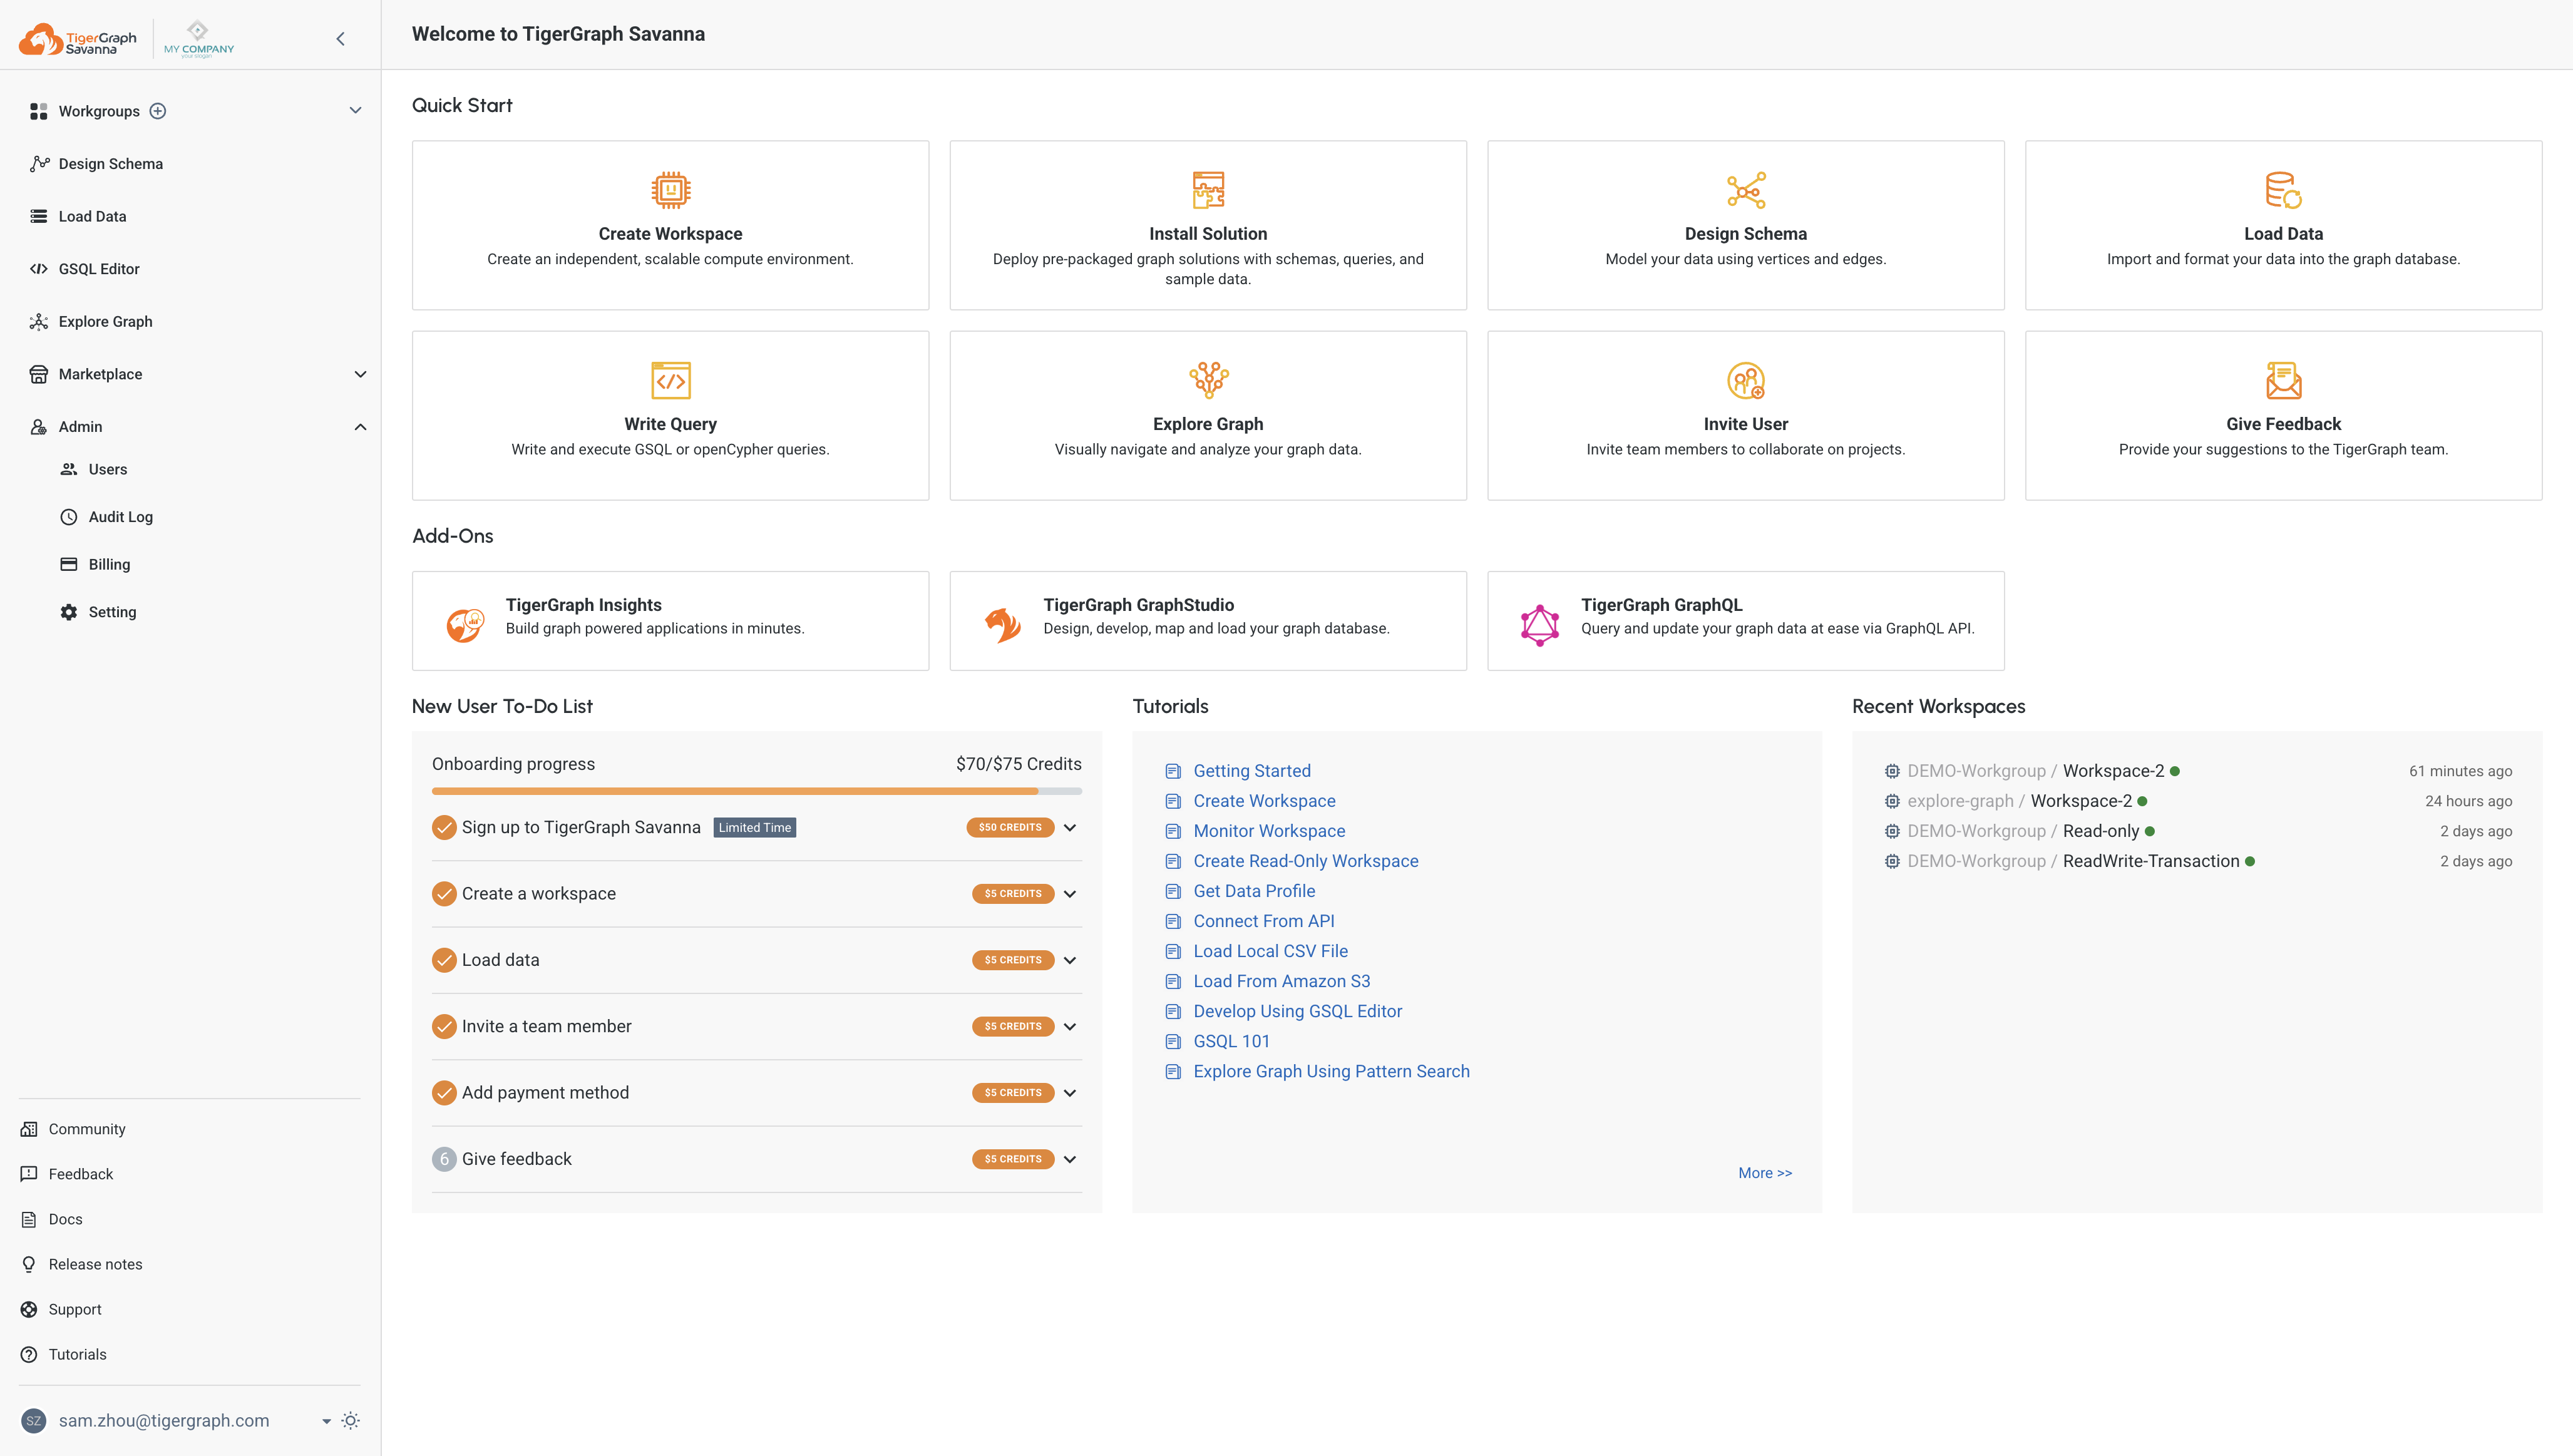 TigerGraph
Savanna
MY COMPANY
your slogan
Workgroups
Design Schema
Load Data
GSQL Editor
Explore Graph
Marketplace
Admin
Users
Audit Log
Billing
Setting
Community
Feedback
Docs
Release notes
Support
Tutorials
SZ sam.zhou@tigergraph.com
Welcome to TigerGraph Savanna
Quick Start
Create Workspace
Create an independent, scalable compute environment.
Install Solution
Deploy pre-packaged graph solutions with schemas, queries, and
sample data.
Design Schema
Model your data using vertices and edges.
Load Data
Import and format your data into the graph database.
Write Query
Write and execute GSQL or openCypher queries.
Explore Graph
Visually navigate and analyze your graph data.
Invite User
Invite team members to collaborate on projects.
Give Feedback
Provide your suggestions to the TigerGraph team.
Add-Ons
TigerGraph Insights
Build graph powered applications in minutes.
TigerGraph GraphStudio
Design, develop, map and load your graph database.
TigerGraph GraphQL
Query and update your graph data at ease via GraphQL API.
New User To-Do List
Onboarding progress $70/$75 Credits
Sign up to TigerGraph Savanna Limited Time $50 CREDITS
Create a workspace $5 CREDITS
Load data $5 CREDITS
Invite a team member $5 CREDITS
Add payment method $5 CREDITS
6 Give feedback $5 CREDITS
Tutorials
Getting Started
Create Workspace
Monitor Workspace
Create Read-Only Workspace
Get Data Profile
Connect From API
Load Local CSV File
Load From Amazon S3
Develop Using GSQL Editor
GSQL 101
Explore Graph Using Pattern Search
More >>
Recent Workspaces
DEMO-Workgroup / Workspace-2 61 minutes ago
explore-graph / Workspace-2 24 hours ago
DEMO-Workgroup / Read-only 2 days ago
DEMO-Workgroup / ReadWrite-Transaction 2 days ago